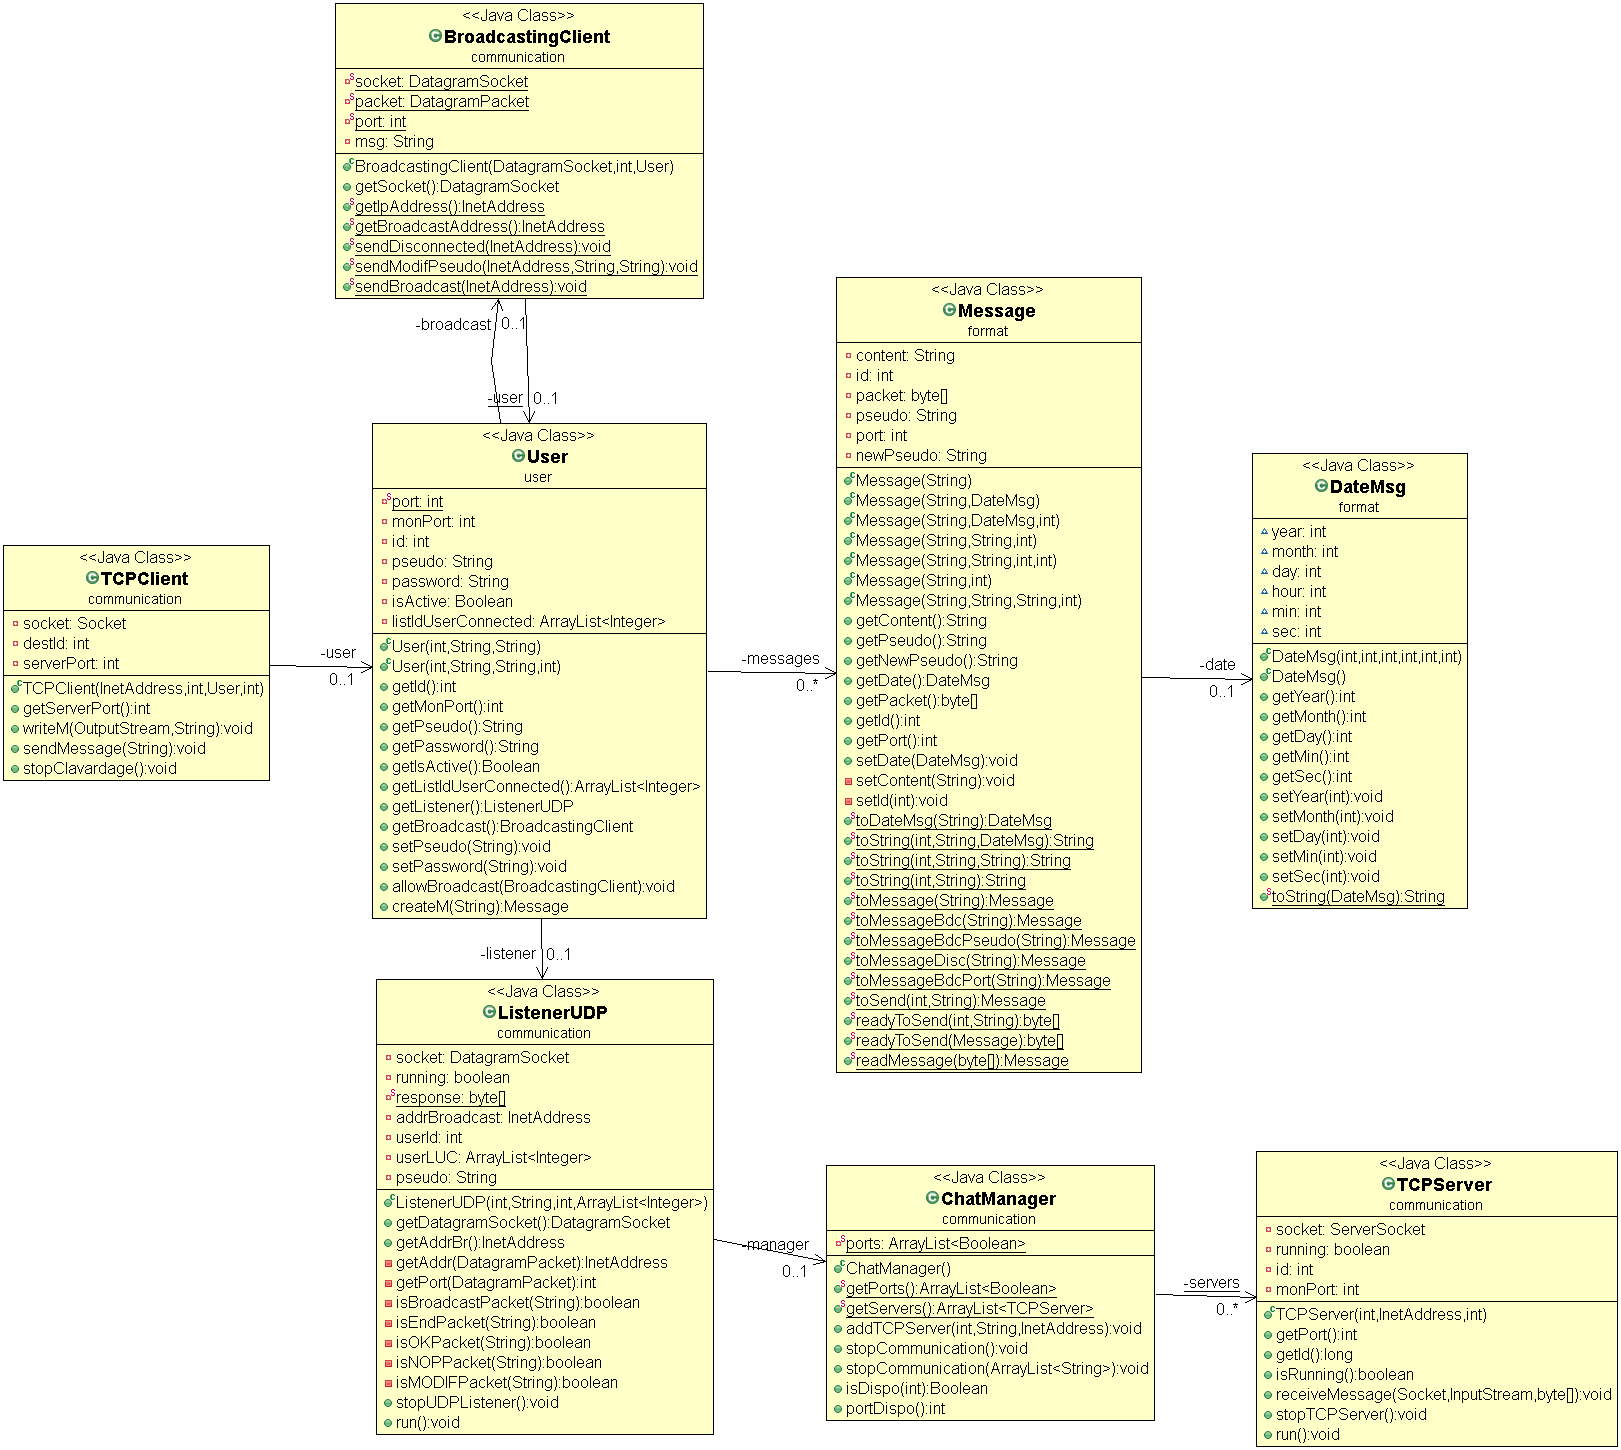 <<Java Class>>
BroadcastingClient
communication
socket: DatagramSocket
packet: DatagramPacket
port: int
msg: String
BroadcastingClient(DatagramSocket,int,User)
getSocket():DatagramSocket
getIpAddress():InetAddress
getBroadcastAddress():InetAddress
sendDisconnected(InetAddress):void
sendModifPseudo(InetAddress,String,String):void
sendBroadcast(InetAddress):void
-broadcast
0..1
-user
0..1
<<Java Class>>
User
user
port: int
monPort: int
id: int
pseudo: String
password: String
isActive: Boolean
listIdUserConnected: ArrayList<Integer>
User(int,String,String)
User(int,String,String,int)
getId():int
getMonPort():int
getPseudo():String
getPassword():String
getIsActive():Boolean
getListIdUserConnected():ArrayList<Integer>
getListener():ListenerUDP
getBroadcast():BroadcastingClient
setPseudo(String):void
setPassword(String):void
allowBroadcast(BroadcastingClient):void
createM(String):Message
<<Java Class>>
TCPClient
communication
socket: Socket
destId: int
serverPort: int
TCPClient(InetAddress,int,User,int)
getServerPort():int
writeM(OutputStream,String):void
sendMessage(String):void
stopClavardage():void
-user
0..1
-messages
0..*
<<Java Class>>
Message
format
content: String
id: int
packet: byte[]
pseudo: String
port: int
newPseudo: String
Message(String)
Message(String,DateMsg)
Message(String,DateMsg,int)
Message(String,String,int)
Message(String,String,int,int)
Message(String,int)
Message(String,String,String,int)
getContent():String
getPseudo():String
getNewPseudo():String
getDate():DateMsg
getPacket():byte[]
getId():int
getPort():int
setDate(DateMsg):void
setContent(String):void
setId(int):void
toDateMsg(String):DateMsg
toString(int,String,DateMsg):String
toString(int,String,String):String
toString(int,String):String
toMessage(String):Message
toMessageBdc(String):Message
toMessageBdcPseudo(String):Message
toMessageDisc(String):Message
toMessageBdcPort(String):Message
toSend(int,String):Message
readyToSend(int,String):byte[]
readyToSend(Message):byte[]
readMessage(byte[]):Message
-date
0..1
<<Java Class>>
DateMsg
format
year: int
month: int
day: int
hour: int
min: int
sec: int
DateMsg(int,int,int,int,int,int)
DateMsg()
getYear():int
getMonth():int
getDay():int
getMin():int
getSec():int
setYear(int):void
setMonth(int):void
setDay(int):void
setMin(int):void
setSec(int):void
toString(DateMsg):String
-listener
0..1
<<Java Class>>
ListenerUDP
communication
socket: DatagramSocket
running: boolean
response: byte[]
addrBroadcast: InetAddress
userId: int
userLUC: ArrayList<Integer>
pseudo: String
ListenerUDP(int,String,int,ArrayList<Integer>)
getDatagramSocket():DatagramSocket
getAddrBr():InetAddress
getAddr(DatagramPacket):InetAddress
getPort(DatagramPacket):int
isBroadcastPacket(String):boolean
isEndPacket(String):boolean
isOKPacket(String):boolean
isNOPPacket(String):boolean
isMODIFPacket(String):boolean
stopUDPListener():void
run():void
-manager
0..1
<<Java Class>>
ChatManager
communication
ports: ArrayList<Boolean>
ChatManager()
getPorts():ArrayList<Boolean>
getServers():ArrayList<TCPServer>
addTCPServer(int,String,InetAddress):void
stopCommunication():void
stopCommunication(ArrayList<String>):void
isDispo(int):Boolean
portDispo():int
-servers
0..*
<<Java Class>>
TCPServer
communication
socket: ServerSocket
running: boolean
id: int
monPort: int
TCPServer(int,InetAddress,int)
getPort():int
getId():long
isRunning():boolean
receiveMessage(Socket,InputStream,byte[]):void
stopTCPServer():void
run():void